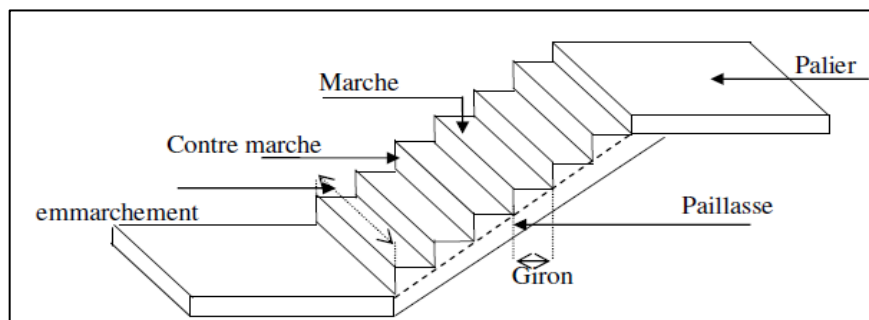 Palier
Marche
Contre marche
emmarchement
Paillasse
Giron